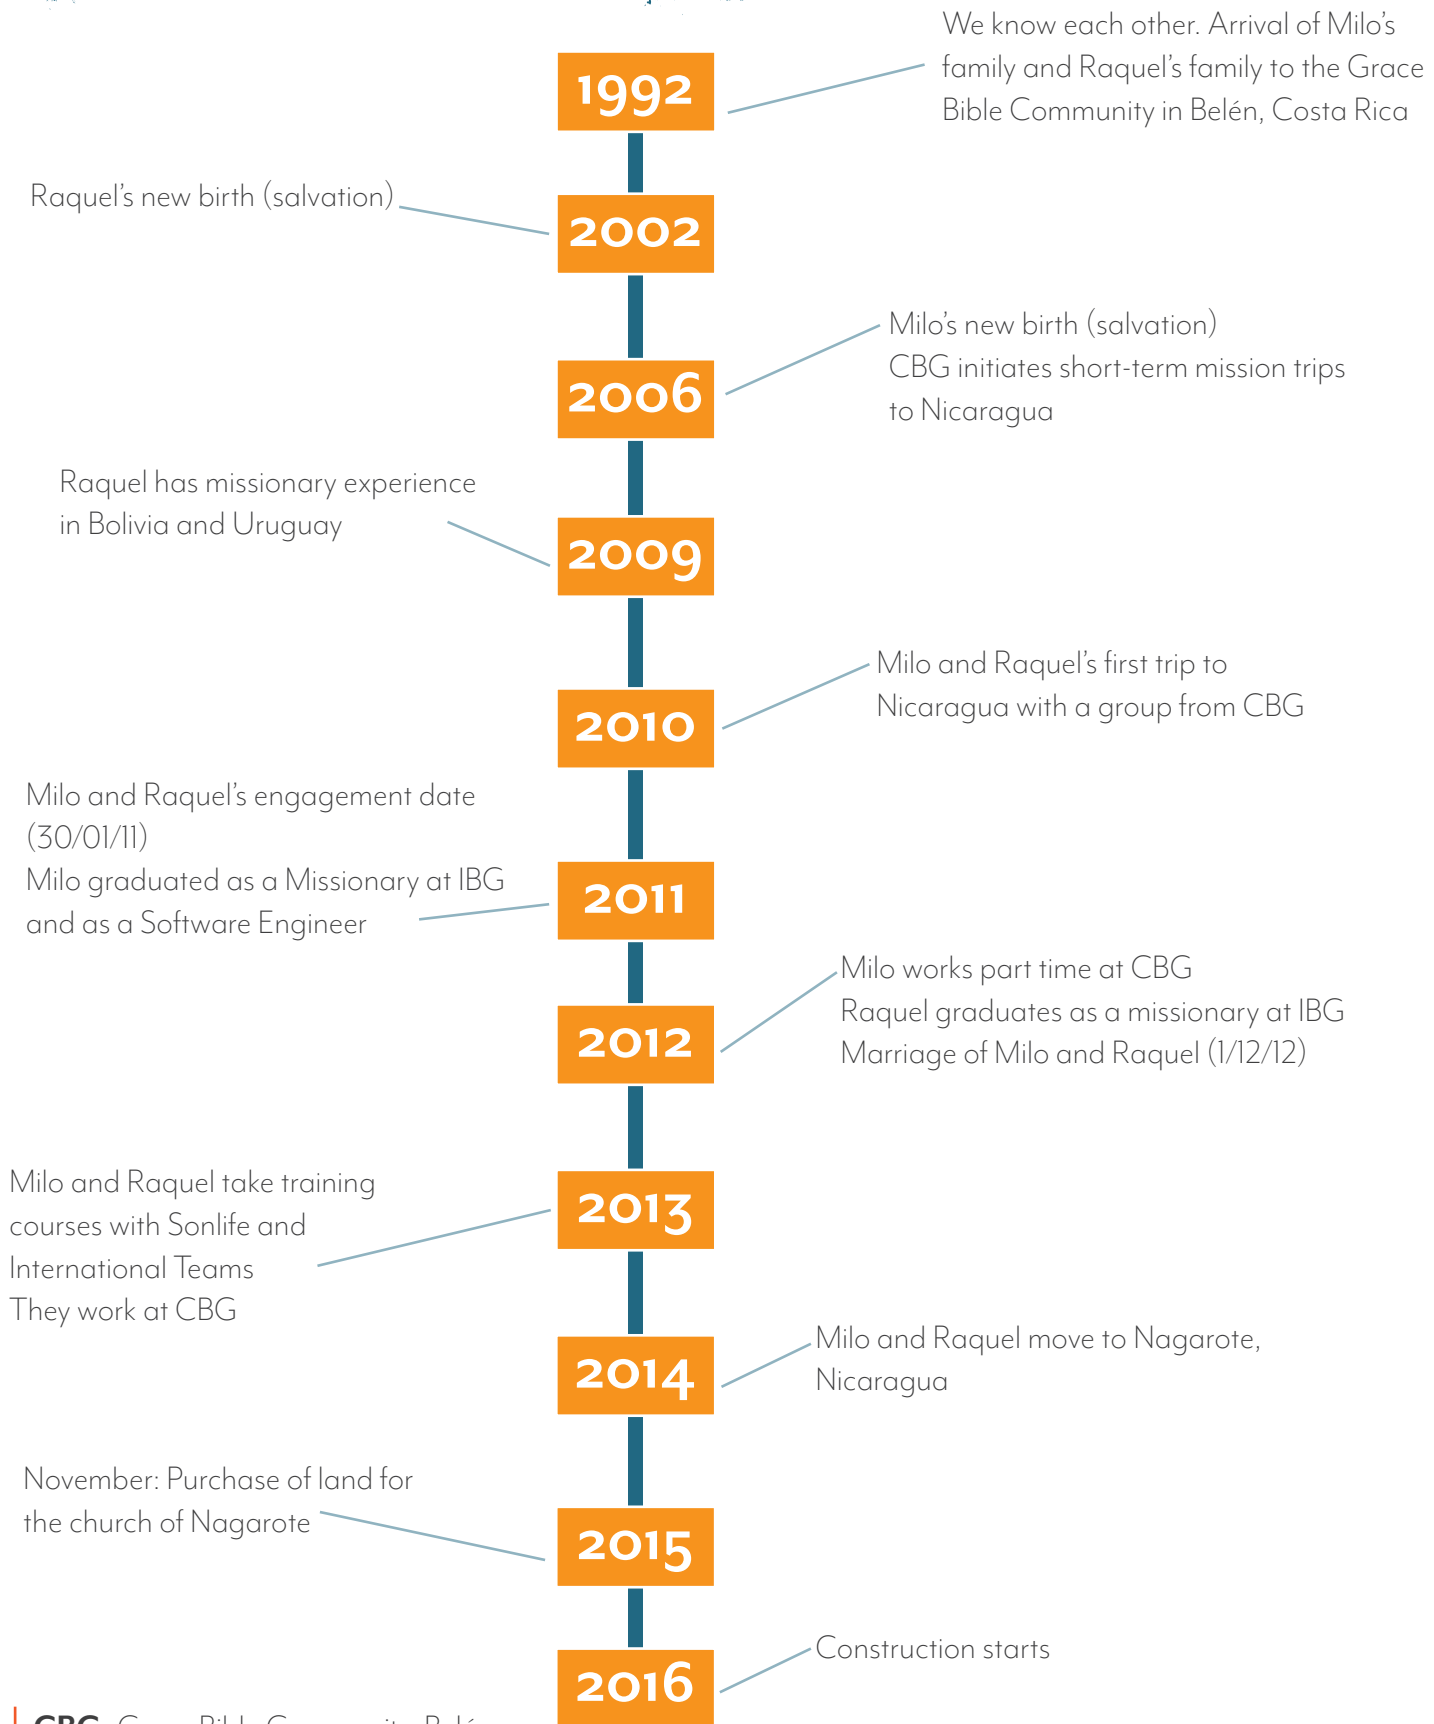 We know each other. Arrival of Milo’s
family and Raquel’s family to the Grace
Bible Community in Belén, Costa Rica
1992
Raquel’s new birth (salvation)
2002
Milo’s new birth (salvation)
CBG initiates short-term mission trips
to Nicaragua
2006
Raquel has missionary experience
in Bolivia and Uruguay
2009
Milo and Raquel’s first trip to
Nicaragua with a group from CBG
2010
Milo and Raquel’s engagement date
(30/01/11)
Milo graduated as a Missionary at IBG
and as a Software Engineer
2011
Milo works part time at CBG
Raquel graduates as a missionary at IBG
Marriage of Milo and Raquel (1/12/12)
2012
Milo and Raquel take training
courses with Sonlife and
International Teams
They work at CBG
2013
Milo and Raquel move to Nagarote,
Nicaragua
2014
November: Purchase of land for
the church of Nagarote
2015
Construction starts
2016